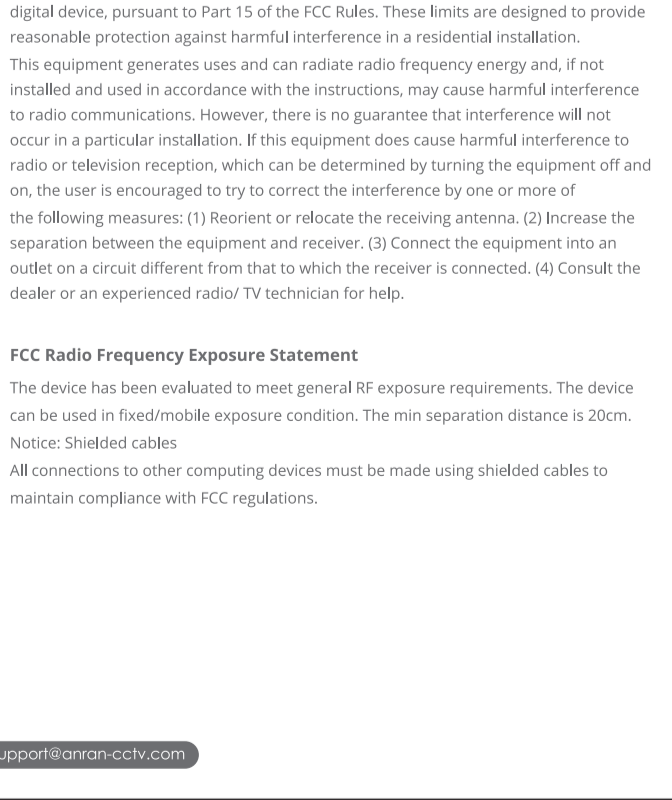 digital device, pursuant to Part 15 of the FCC Rules. These limits are designed to provide
reasonable protection against harmful interference in a residential installation.
This equipment generates uses and can radiate radio frequency energy and, if not
installed and used in accordance with the instructions, may cause harmful interference
to radio communications. However, there is no guarantee that interference will not
occur in a particular installation. If this equipment does cause harmful interference to
radio or television reception, which can be determined by turning the equipment off and
on, the user is encouraged to try to correct the interference by one or more of
the following measures: (1) Reorient or relocate the receiving antenna. (2) Increase the
separation between the equipment and receiver. (3) Connect the equipment into an
outlet on a circuit different from that to which the receiver is connected. (4) Consult the
dealer or an experienced radio/ TV technician for help.
FCC Radio Frequency Exposure Statement
The device has been evaluated to meet general RF exposure requirements. The device
can be used in fixed/mobile exposure condition. The min separation distance is 20cm.
Notice: Shielded cables
All connections to other computing devices must be made using shielded cables to
maintain compliance with FCC regulations.
upport@anran-cctv.com